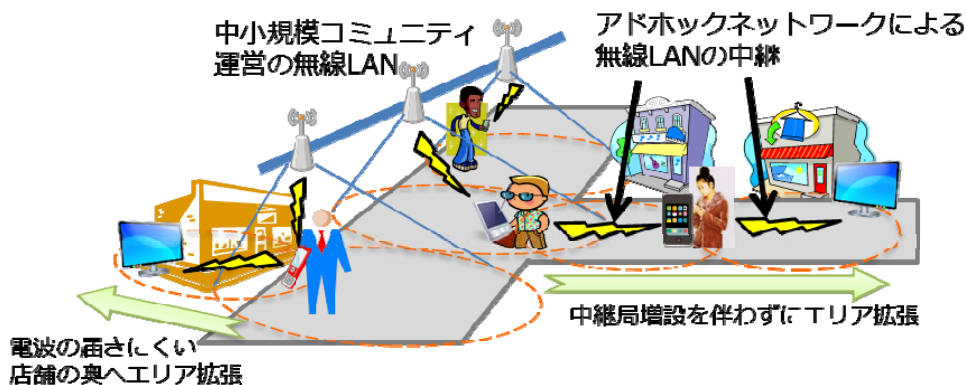 中小規模コミュニティ
運営の無線LAN
アドホックネットワークによる
無線LANの中継
中継局増設を伴わずにエリア拡張
電波の届きにくい
店舗の奥へエリア拡張